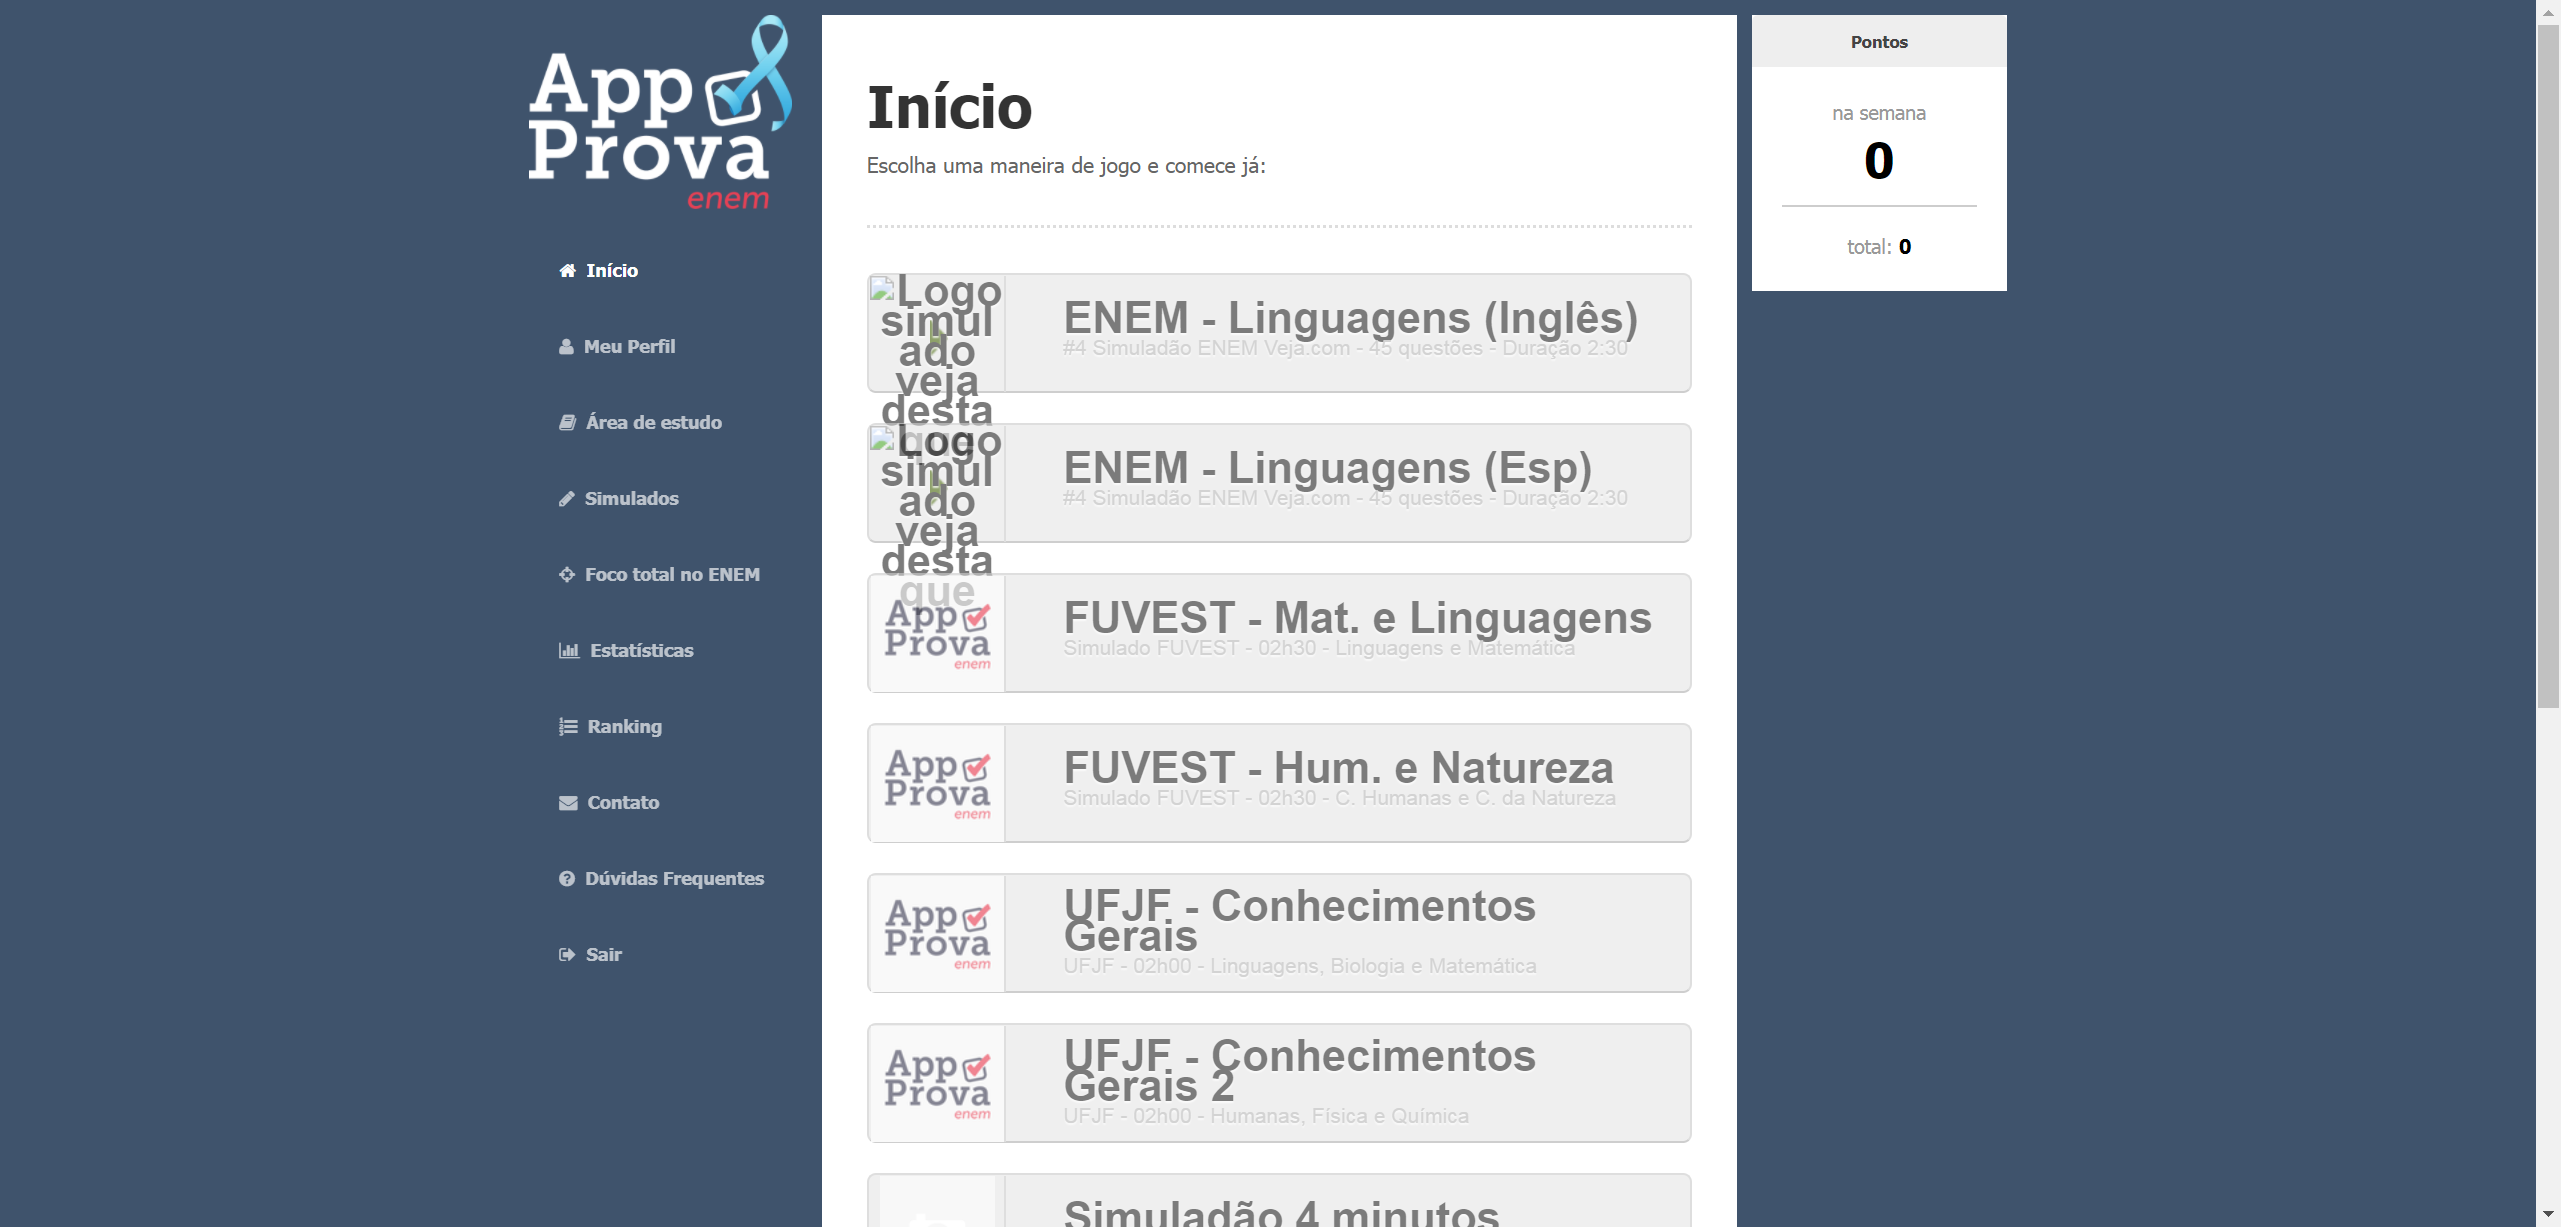 App
Prova
enem
Início
Meu Perfil
Área de estudo
Simulados
Foco total no ENEM
Estatísticas
Ranking
Contato
Dúvidas Frequentes
Sair
Início
Escolha uma maneira de jogo e comece já:
Logo
simul
ado
veja
desta
que
ENEM - Linguagens (Inglês)
#4 Simuladão ENEM Veja.com - 45 questões - Duração 2:30
Logo
simul
ado
veja
desta
que
ENEM - Linguagens (Esp)
#4 Simuladão ENEM Veja.com - 45 questões - Duração 2:30
App
Prova
enem
FUVEST - Mat. e Linguagens
Simulado FUVEST - 02h30 - Linguagens e Matemática
App
Prova
enem
FUVEST - Hum. e Natureza
Simulado FUVEST - 02h30 - C. Humanas e C. da Natureza
App
Prova
enem
UFJF - Conhecimentos
Gerais
UFJF - 02h00 - Linguagens, Biologia e Matemática
App
Prova
enem
UFJF - Conhecimentos
Gerais 2
UFJF - 02h00 - Humanas, Física e Química
Simuladão 4 minutos
Pontos
na semana
0
total: 0